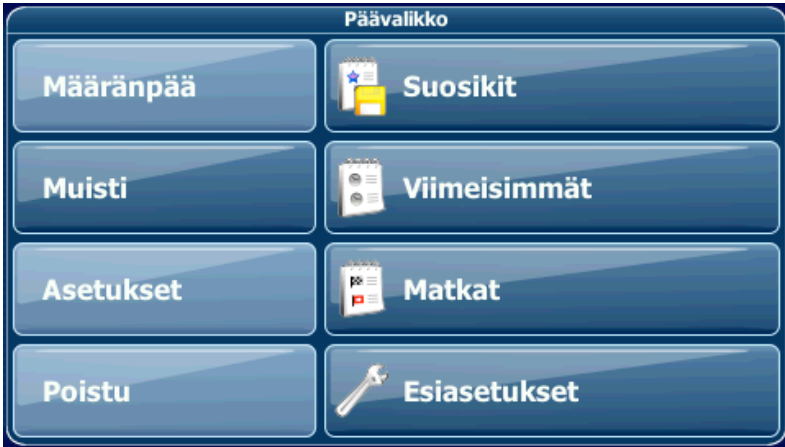 Päävalikko
Määränpää
Suosikit
Muisti
Viimeisimmät
Asetukset
Matkat
Poistu
Esiasetukset